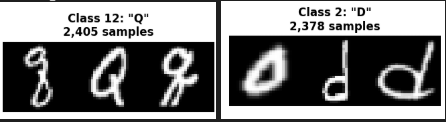 Class 12: "Q"
2,405 samples
q Q q
Class 2: "D"
2,378 samples
D d d